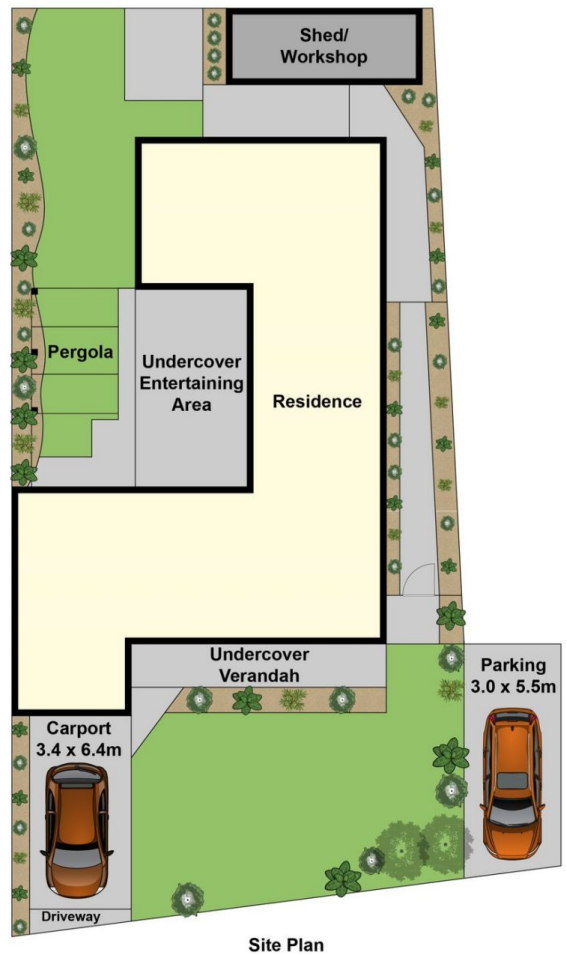 Shed/
Workshop
Pergola
Undercover
Entertaining
Area
Residence
Undercover
Verandah
Parking
3.0 x 5.5m
Carport
3.4 x 6.4m
Driveway
Site Plan